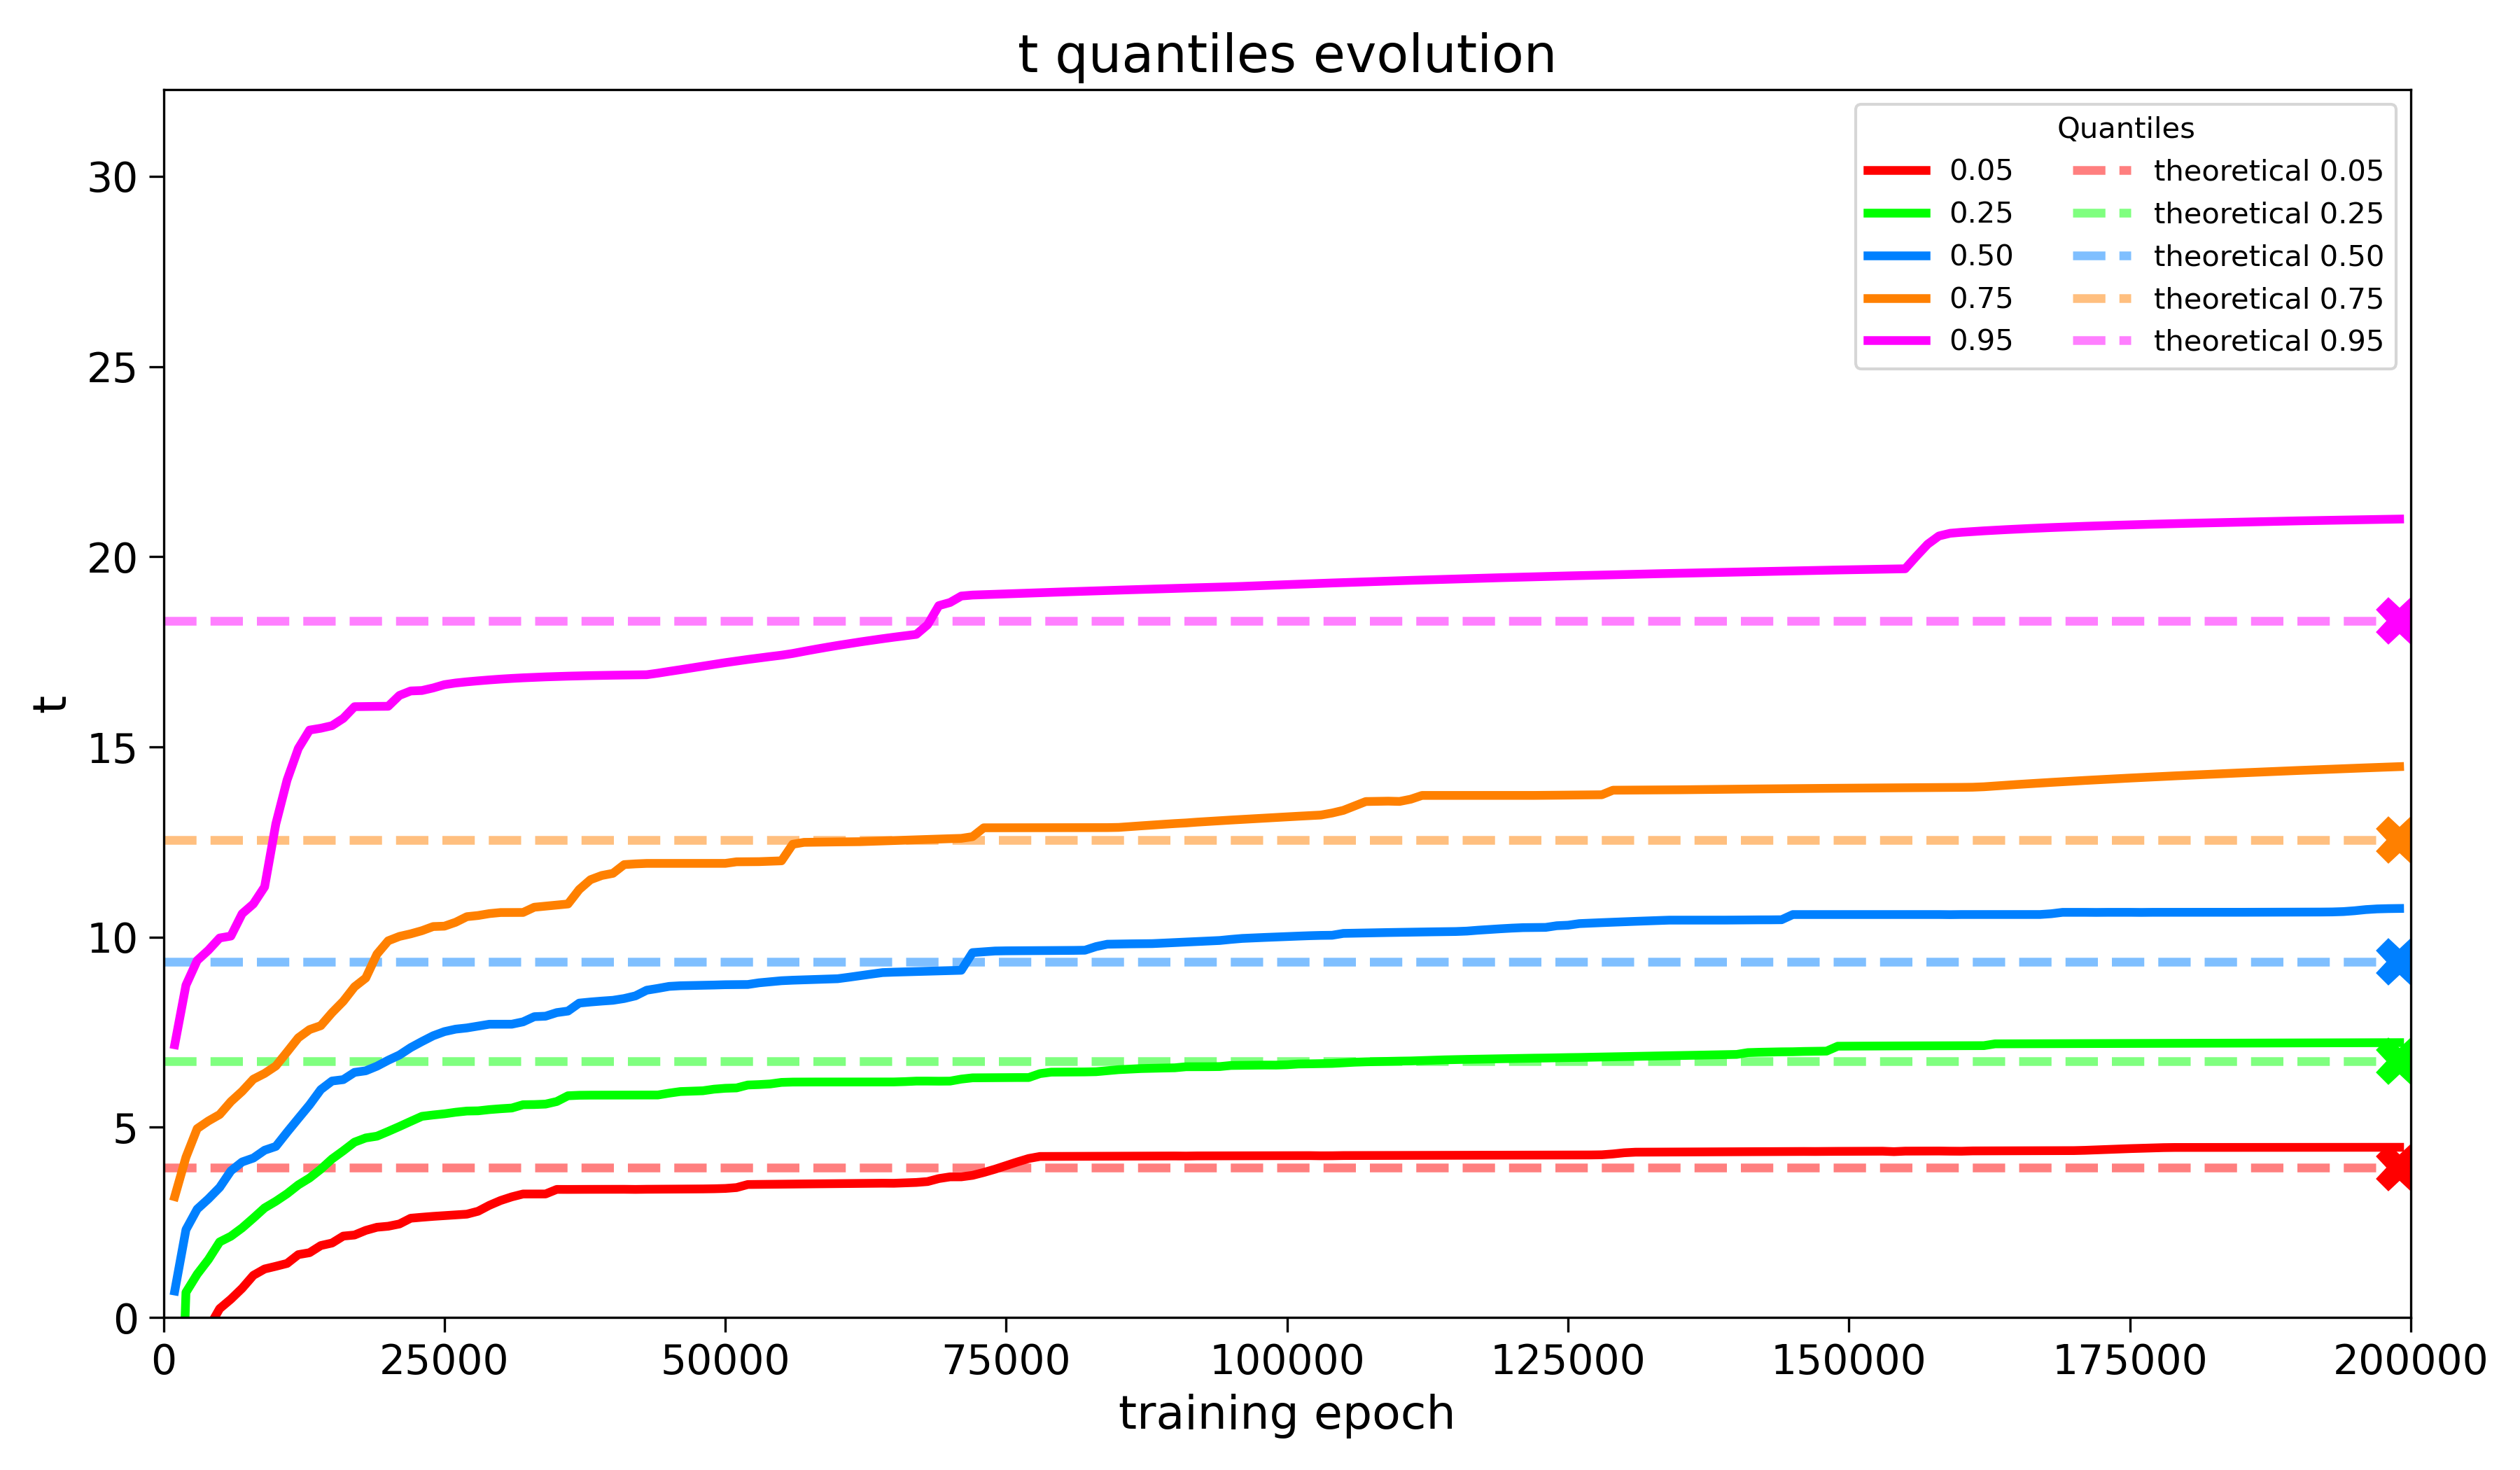 t quantiles evolution
t
30
25
20
15
10
5
0
0 25000 50000 75000 100000 125000 150000 175000 200000
training epoch
Quantiles
0.05 theoretical 0.05
0.25 theoretical 0.25
0.50 theoretical 0.50
0.75 theoretical 0.75
0.95 theoretical 0.95